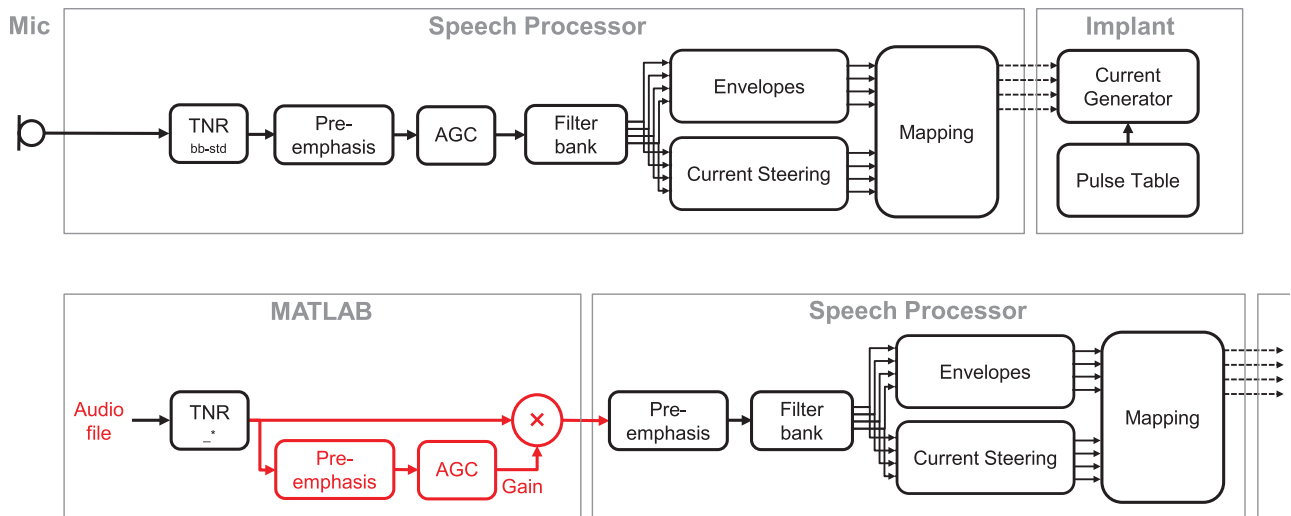 Mic
Speech Processor
Implant
TNR
bb-std
Pre-
emphasis
AGC
Filter
bank
Envelopes
Current Steering
Mapping
Current
Generator
Pulse Table
MATLAB
Speech Processor
Audio
file
TNR
_*
Pre-
emphasis
AGC
Gain
×
Pre-
emphasis
Filter
bank
Envelopes
Current Steering
Mapping